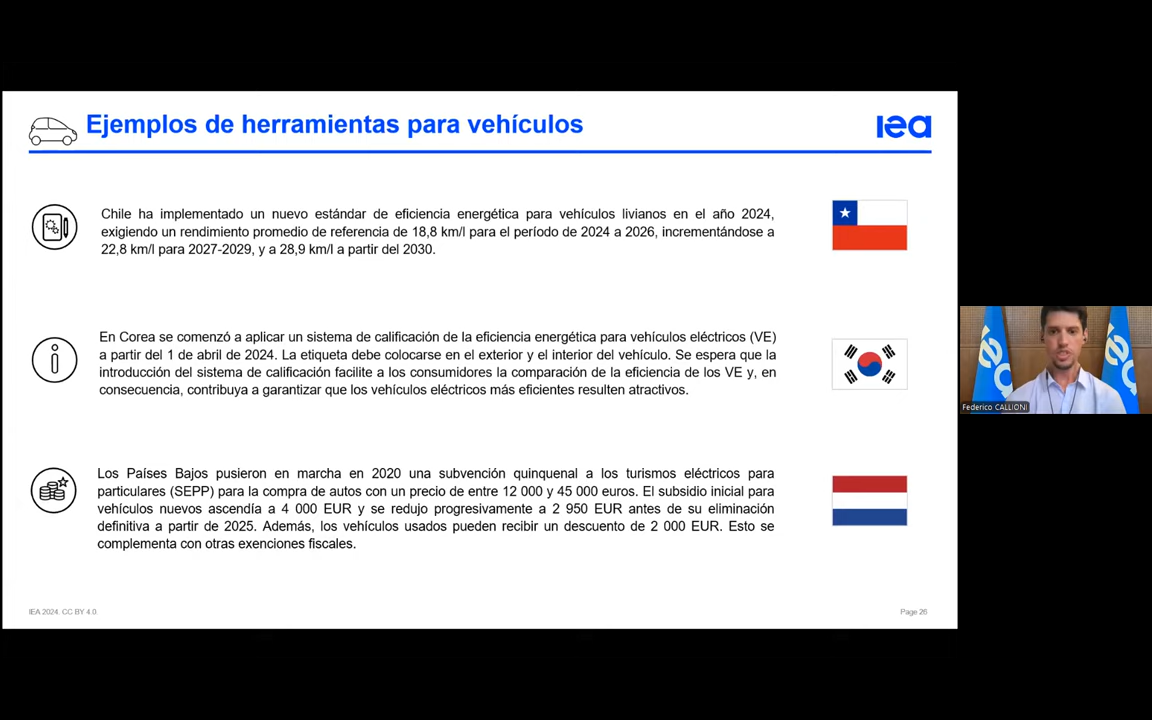 Ejemplos de herramientas para vehículos
iea
Chile ha implementado un nuevo estándar de eficiencia energética para vehículos livianos en el año 2024,
exigiendo un rendimiento promedio de referencia de 18,8 km/l para el período de 2024 a 2026, incrementándose a
22,8 km/l para 2027-2029, y a 28,9 km/l a partir del 2030.
En Corea se comenzó a aplicar un sistema de calificación de la eficiencia energética para vehículos eléctricos (VE)
a partir del 1 de abril de 2024. La etiqueta debe colocarse en el exterior y el interior del vehículo. Se espera que la
introducción del sistema de calificación facilite a los consumidores la comparación de la eficiencia de los VE y, en
consecuencia, contribuya a garantizar que los vehículos eléctricos más eficientes resulten atractivos.
Los Países Bajos pusieron en marcha en 2020 una subvención quinquenal a los turismos eléctricos para
particulares (SEPP) para la compra de autos con un precio de entre 12 000 y 45 000 euros. El subsidio inicial para
vehículos nuevos ascendía a 4 000 EUR y se redujo progresivamente a 2 950 EUR antes de su eliminación
definitiva a partir de 2025. Además, los vehículos usados pueden recibir un descuento de 2 000 EUR. Esto se
complementa con otras exenciones fiscales.
IEA 2024. CC BY 4.0.
Page 26
Federico CALLIONI